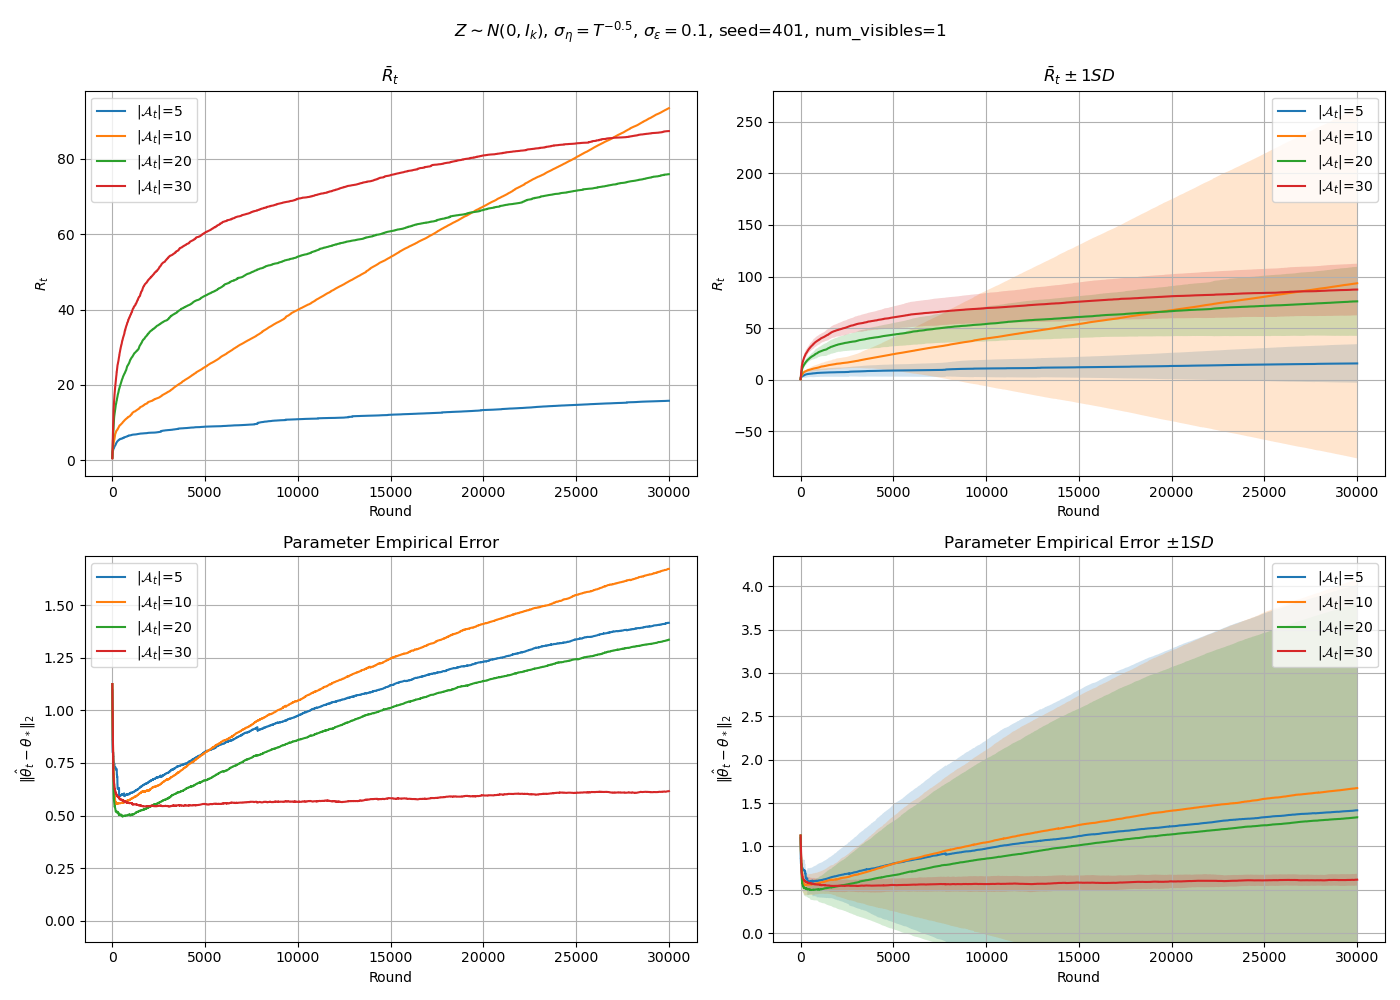 Z ~ N(0, I_k), σ_η = T^{-0.5}, σ_ε = 0.1, seed=401, num_visibles=1
R̄_t
R̄_t ± 1SD
|𝒜_t|=5
|𝒜_t|=10
|𝒜_t|=20
|𝒜_t|=30
R_t
80
60
40
20
0
0 5000 10000 15000 20000 25000 30000
Round
|𝒜_t|=5
|𝒜_t|=10
|𝒜_t|=20
|𝒜_t|=30
R_t
250
200
150
100
50
0
−50
0 5000 10000 15000 20000 25000 30000
Round
Parameter Empirical Error
|𝒜_t|=5
|𝒜_t|=10
|𝒜_t|=20
|𝒜_t|=30
‖θ̂_t − θ_*‖_2
1.50
1.25
1.00
0.75
0.50
0.25
0.00
0 5000 10000 15000 20000 25000 30000
Round
Parameter Empirical Error ±1SD
|𝒜_t|=5
|𝒜_t|=10
|𝒜_t|=20
|𝒜_t|=30
‖θ̂_t − θ_*‖_2
4.0
3.5
3.0
2.5
2.0
1.5
1.0
0.5
0.0
0 5000 10000 15000 20000 25000 30000
Round